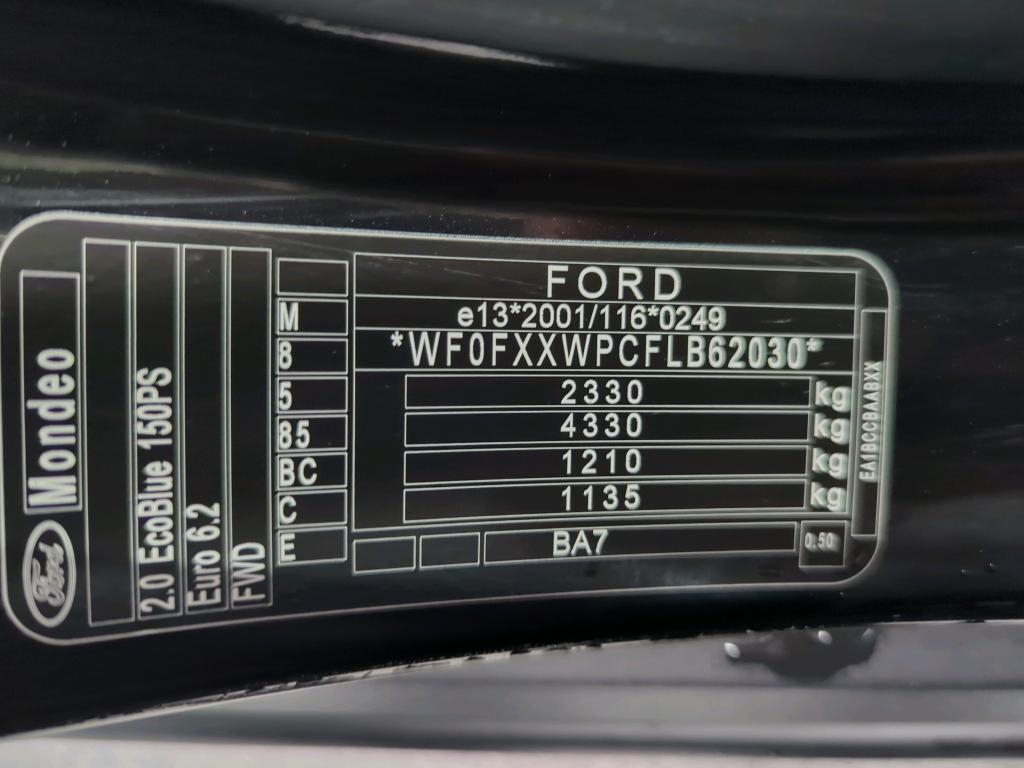 FORD
e13*2001/116*0249
*WF0FXXWPCFLB62030*
2330 kg
4330 kg
1210 kg
1135 kg
BA7
0.50
M
8
5
85
BC
C
E
EA1BCCBAABXX
Ford Mondeo
2.0 EcoBlue 150PS
Euro 6.2
FWD